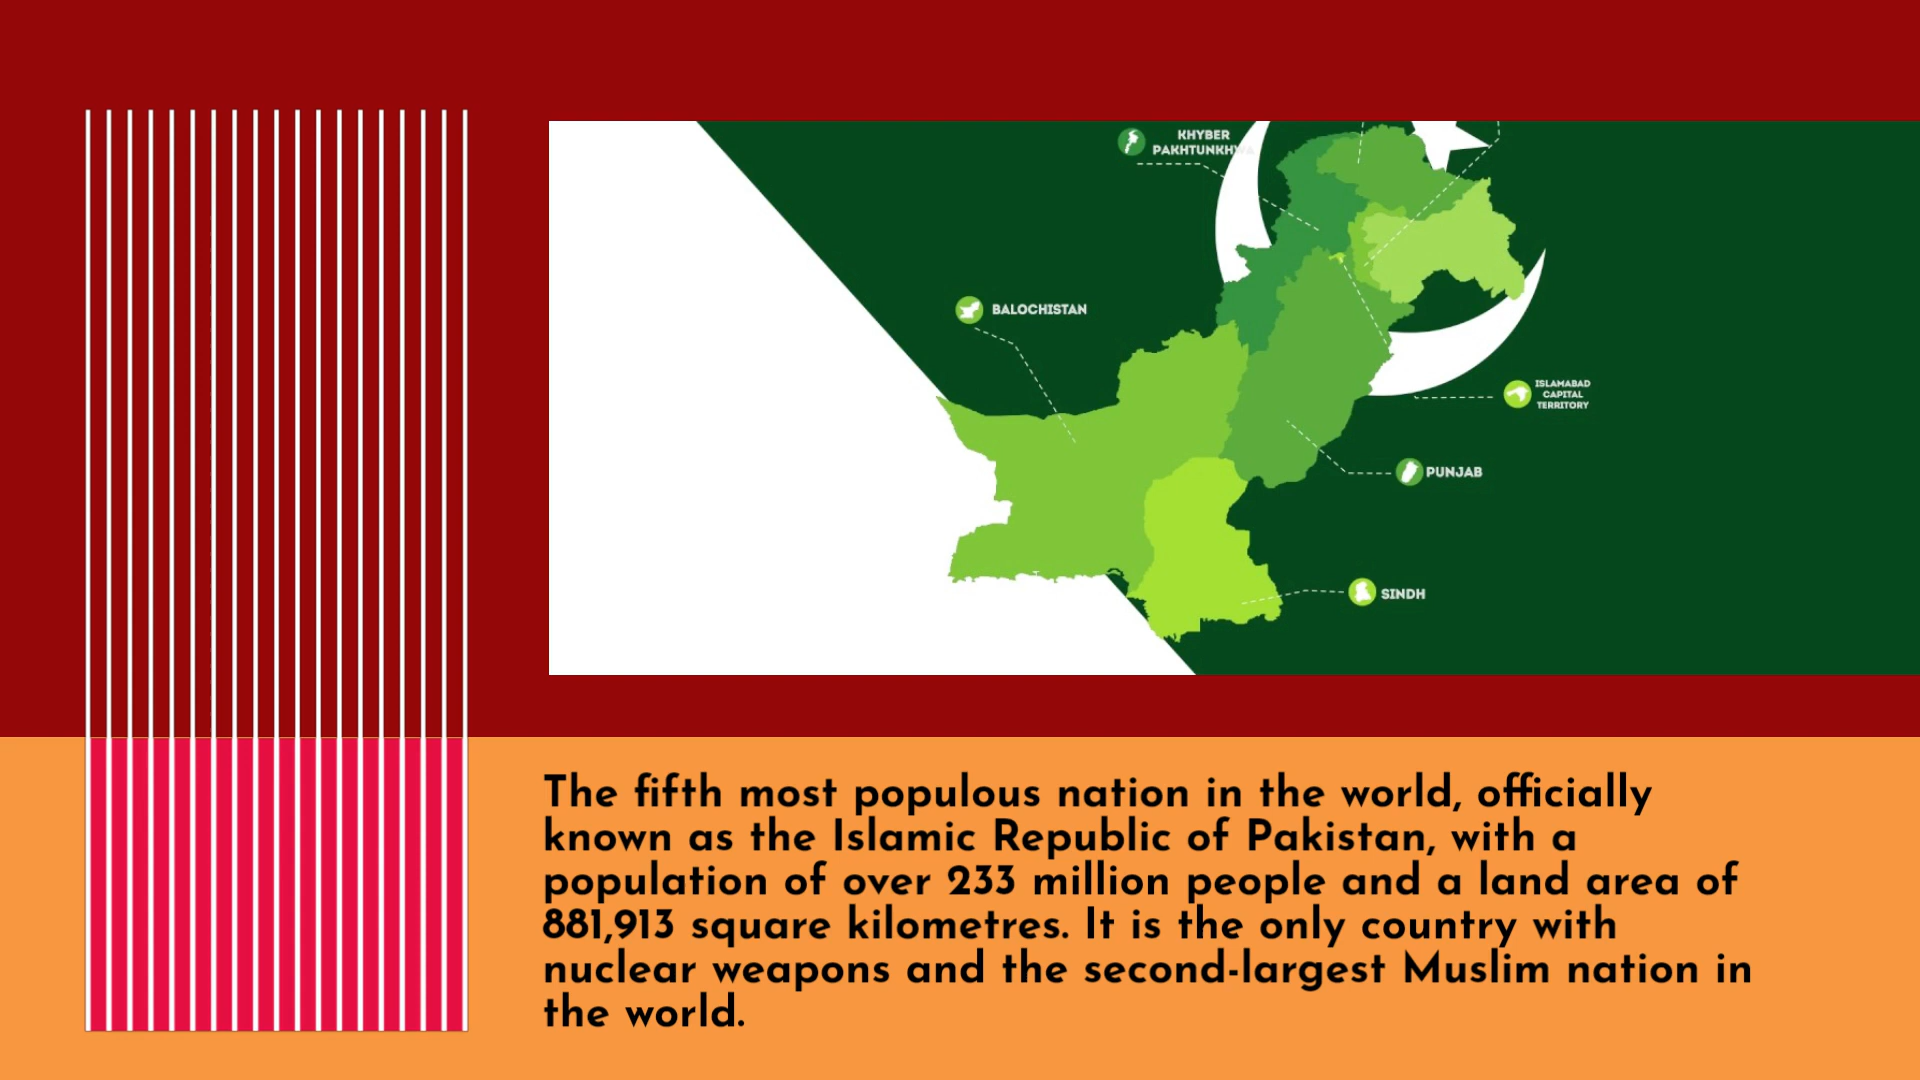 KHYBER
PAKHTUNKHWA
BALOCHISTAN
ISLAMABAD
CAPITAL
TERRITORY
PUNJAB
SINDH
The fifth most populous nation in the world, officially
known as the Islamic Republic of Pakistan, with a
population of over 233 million people and a land area of
881,913 square kilometres. It is the only country with
nuclear weapons and the second-largest Muslim nation in
the world.